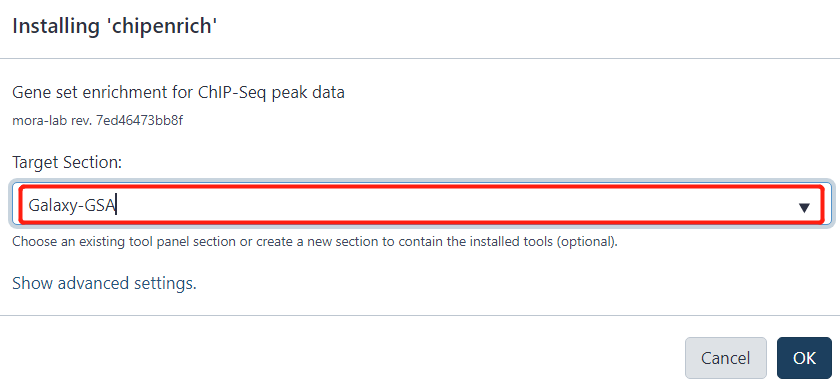 Installing 'chipenrich'
Gene set enrichment for ChIP-Seq peak data
mora-lab rev. 7ed46473bb8f
Target Section:
Galaxy-GSA
Choose an existing tool panel section or create a new section to contain the installed tools (optional).
Show advanced settings.
Cancel OK